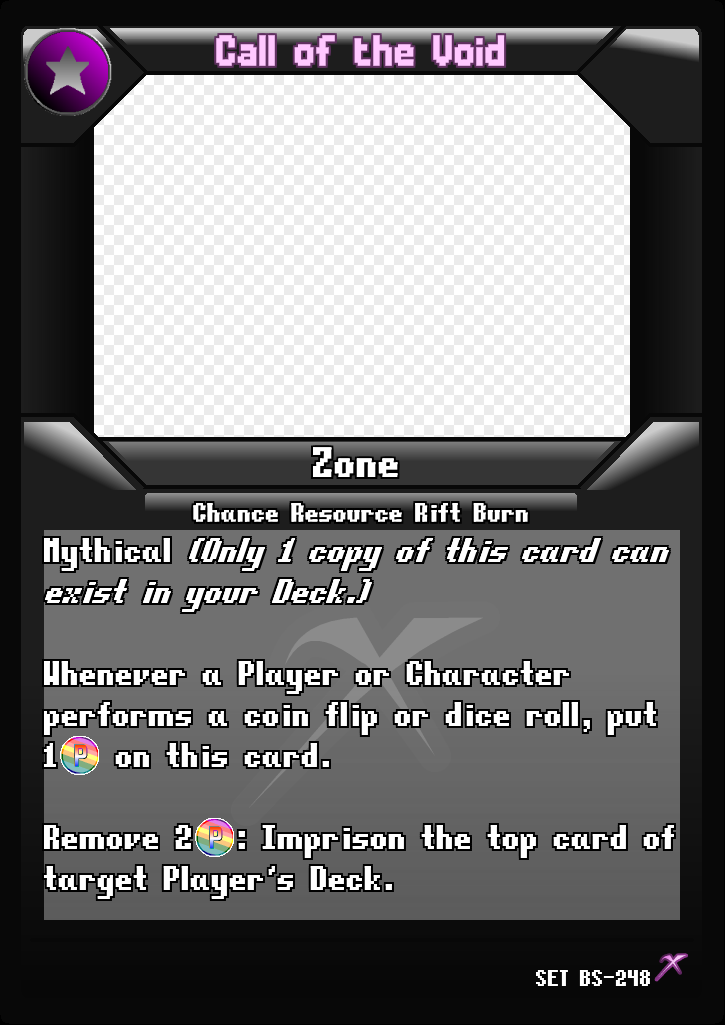 Call of the Void
Zone
Chance Resource Rift Burn
Mythical (Only 1 copy of this card can
exist in your Deck.)
Whenever a Player or Character
performs a coin flip or dice roll, put
1 P on this card.
Remove 2 P: Imprison the top card of
target Player's Deck.
SET BS-248